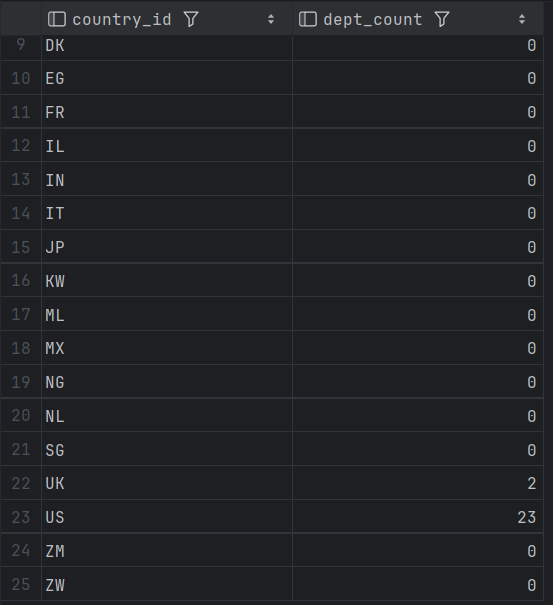 country_id dept_count
9 DK 0
10 EG 0
11 FR 0
12 IL 0
13 IN 0
14 IT 0
15 JP 0
16 KW 0
17 ML 0
18 MX 0
19 NG 0
20 NL 0
21 SG 0
22 UK 2
23 US 23
24 ZM 0
25 ZW 0